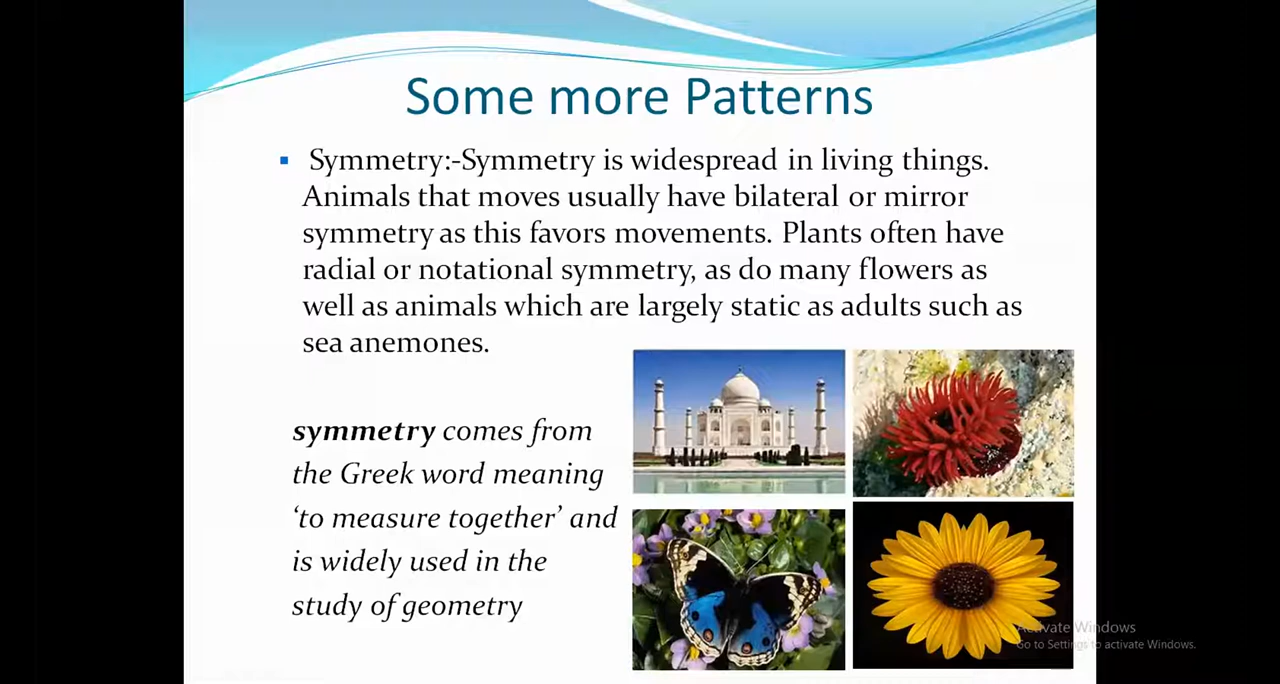 Some more Patterns
▪ Symmetry:-Symmetry is widespread in living things.
Animals that moves usually have bilateral or mirror
symmetry as this favors movements. Plants often have
radial or notational symmetry, as do many flowers as
well as animals which are largely static as adults such as
sea anemones.
symmetry comes from
the Greek word meaning
‘to measure together’ and
is widely used in the
study of geometry
Activate Windows
Go to Settings to activate Windows.